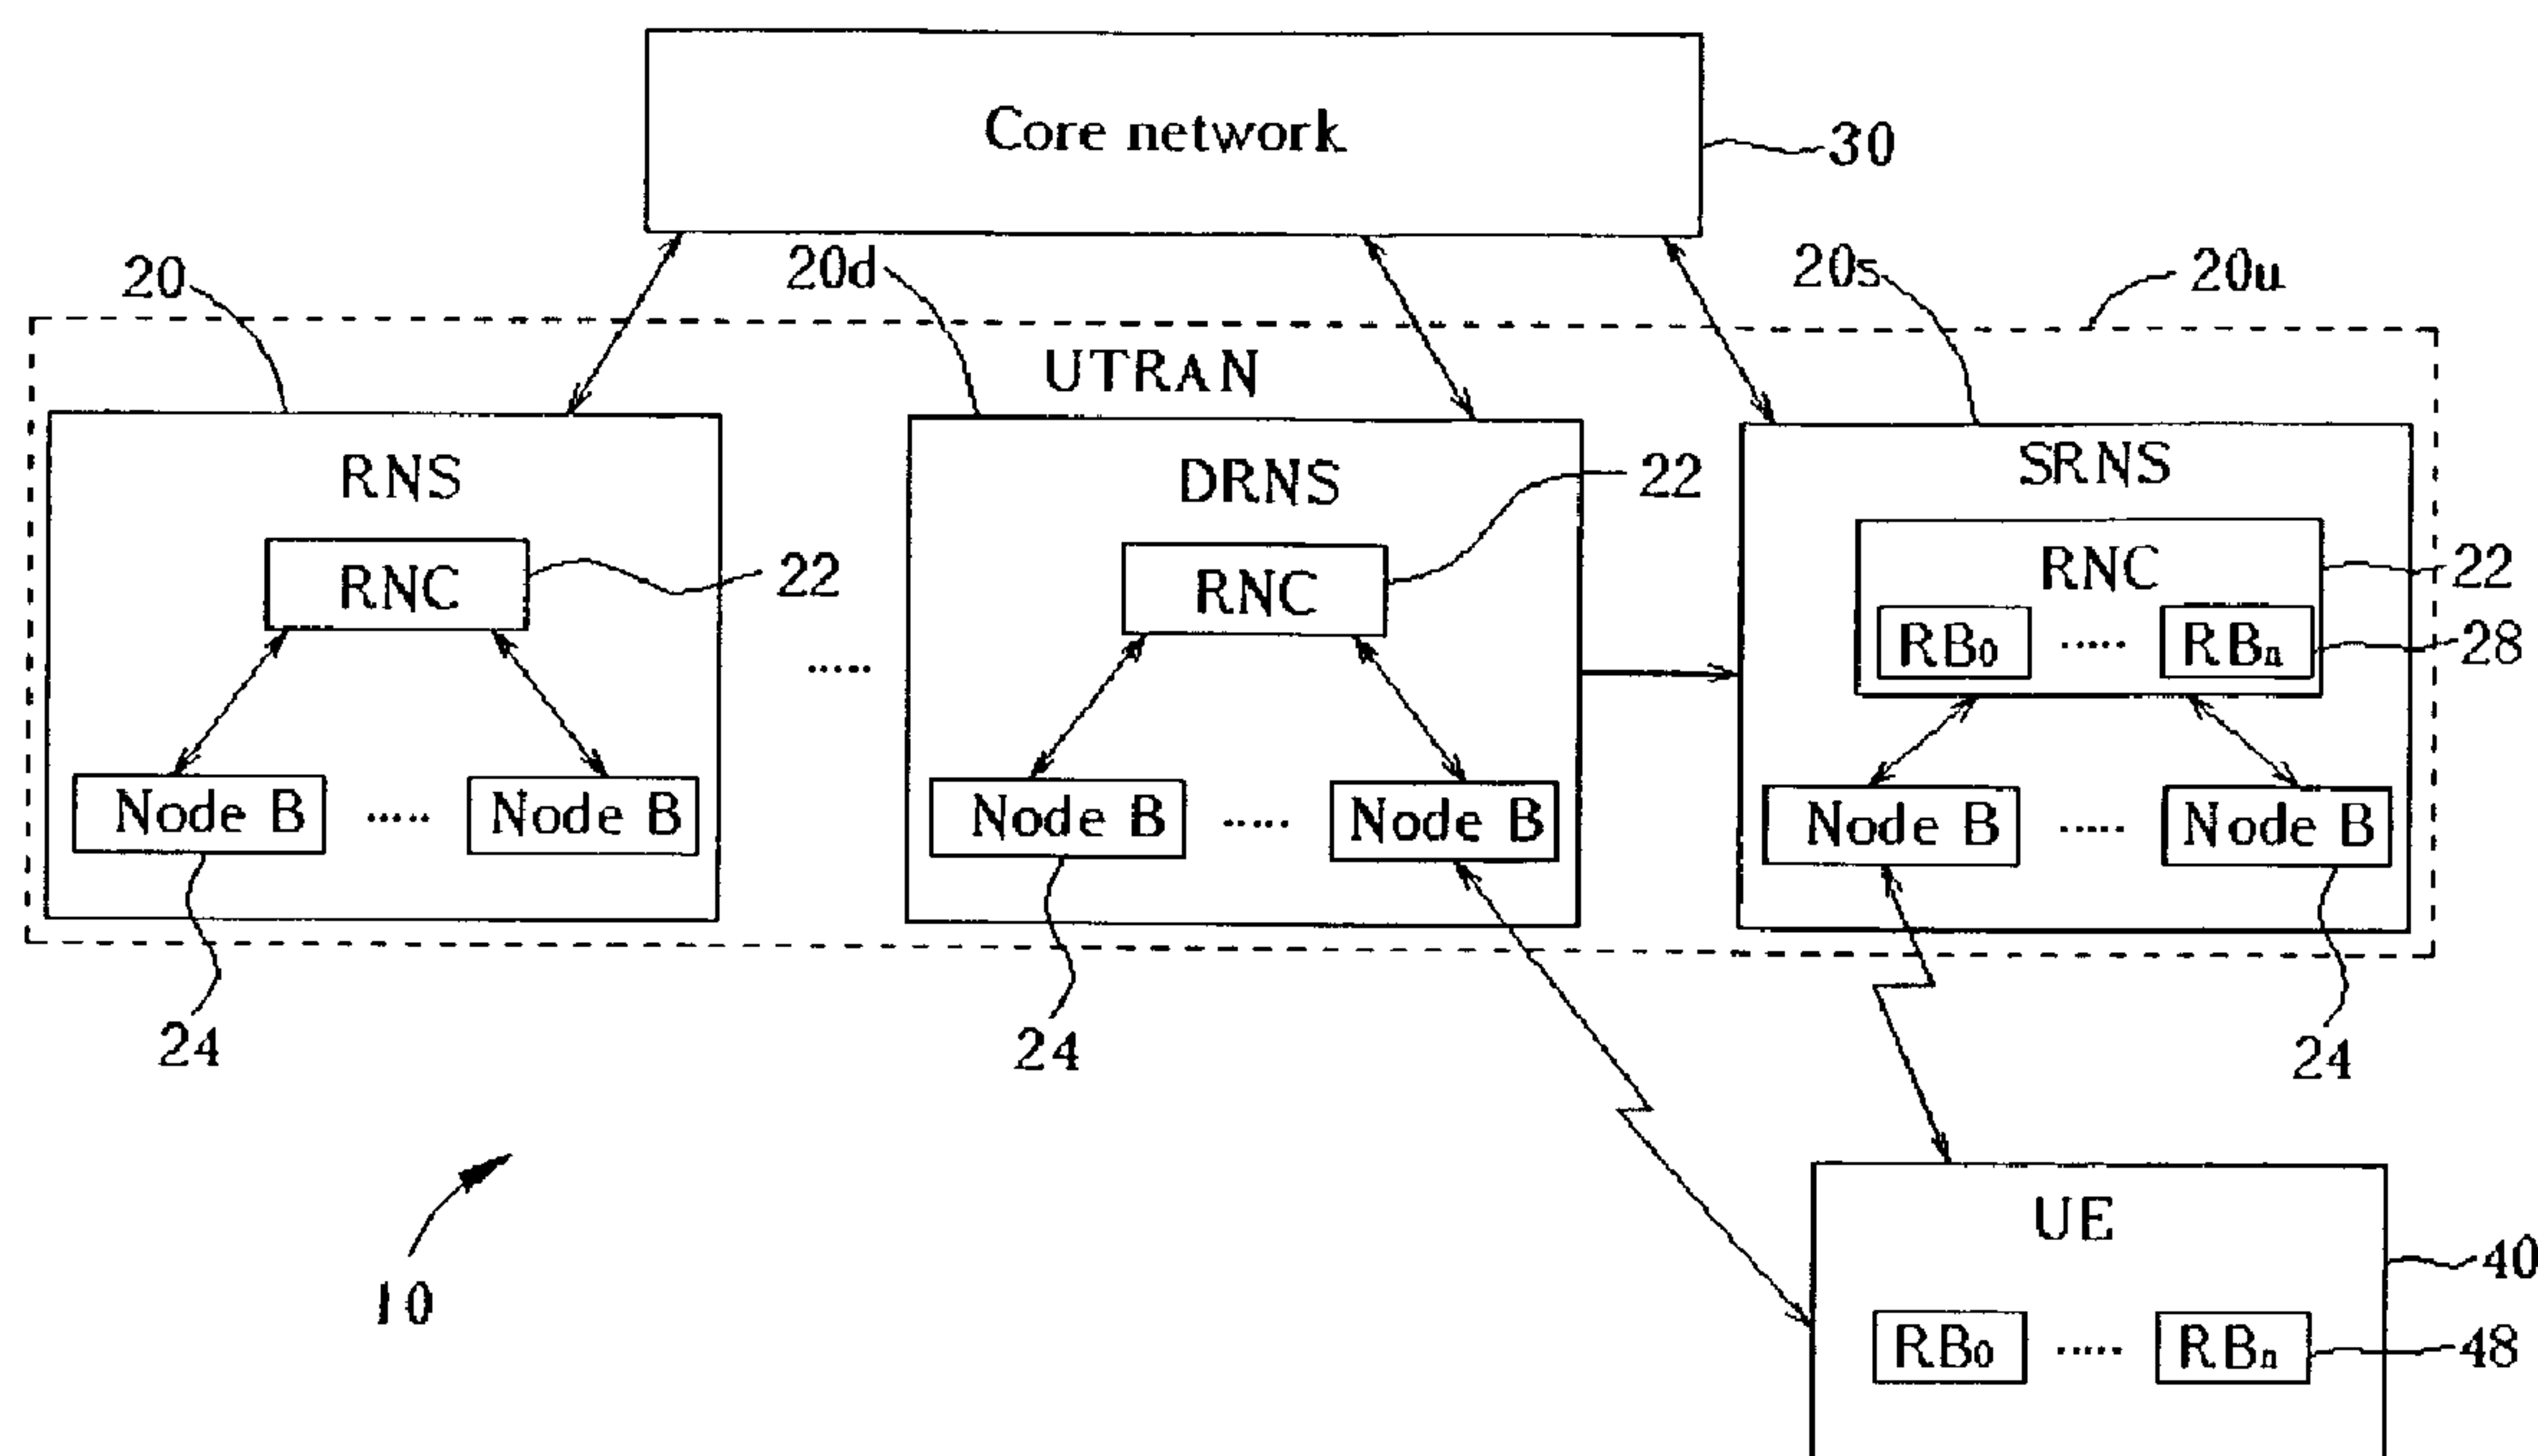 Core network
30
20
20d
20s
20u
UTRAN
RNS
DRNS
22
SRNS
RNC
22
RNC
RNC
22
RB0 ..... RBn
28
.....
Node B ..... Node B
Node B ..... Node B
Node B ..... Node B
24
24
24
UE
40
10
RB0 ..... RBn
48